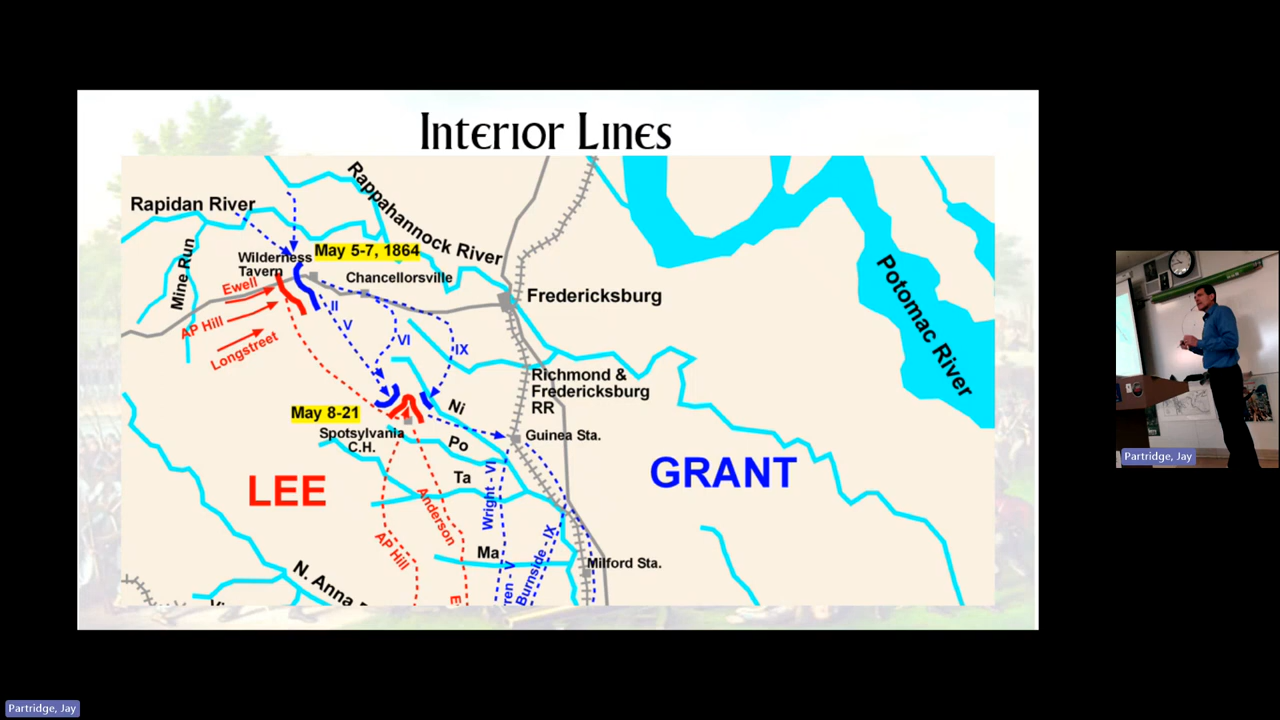 Interior Lines
Rappahannock River
Rapidan River
Mine Run
May 5-7, 1864
Wilderness
Tavern
Chancellorsville
Ewell
AP Hill
Longstreet
II
V
VI
IX
Fredericksburg
Potomac River
Richmond &
Fredericksburg
RR
May 8-21
Spotsylvania
C.H.
Ni
Po
Ta
Ma
Guinea Sta.
LEE
GRANT
Anderson
AP Hill
Wright - VI
Burnside - IX
Milford Sta.
N. Anna
Partridge, Jay
Partridge, Jay